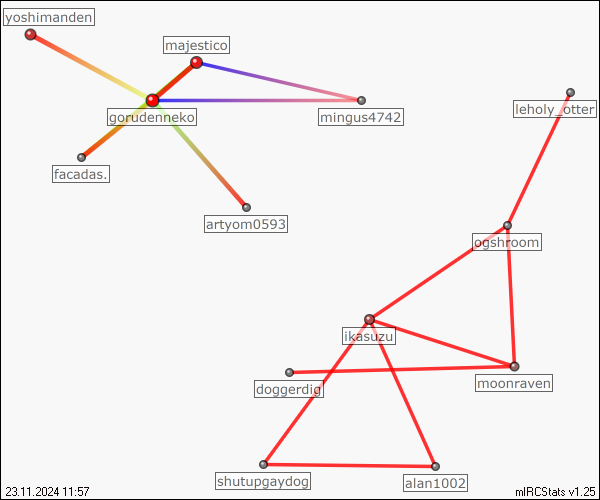 yoshimanden
majestico
gorudenneko
mingus4742
leholy_otter
facadas.
artyom0593
ogshroom
ikasuzu
doggerdig
moonraven
shutupgaydog
alan1002
23.11.2024 11:57
mIRCStats v1.25